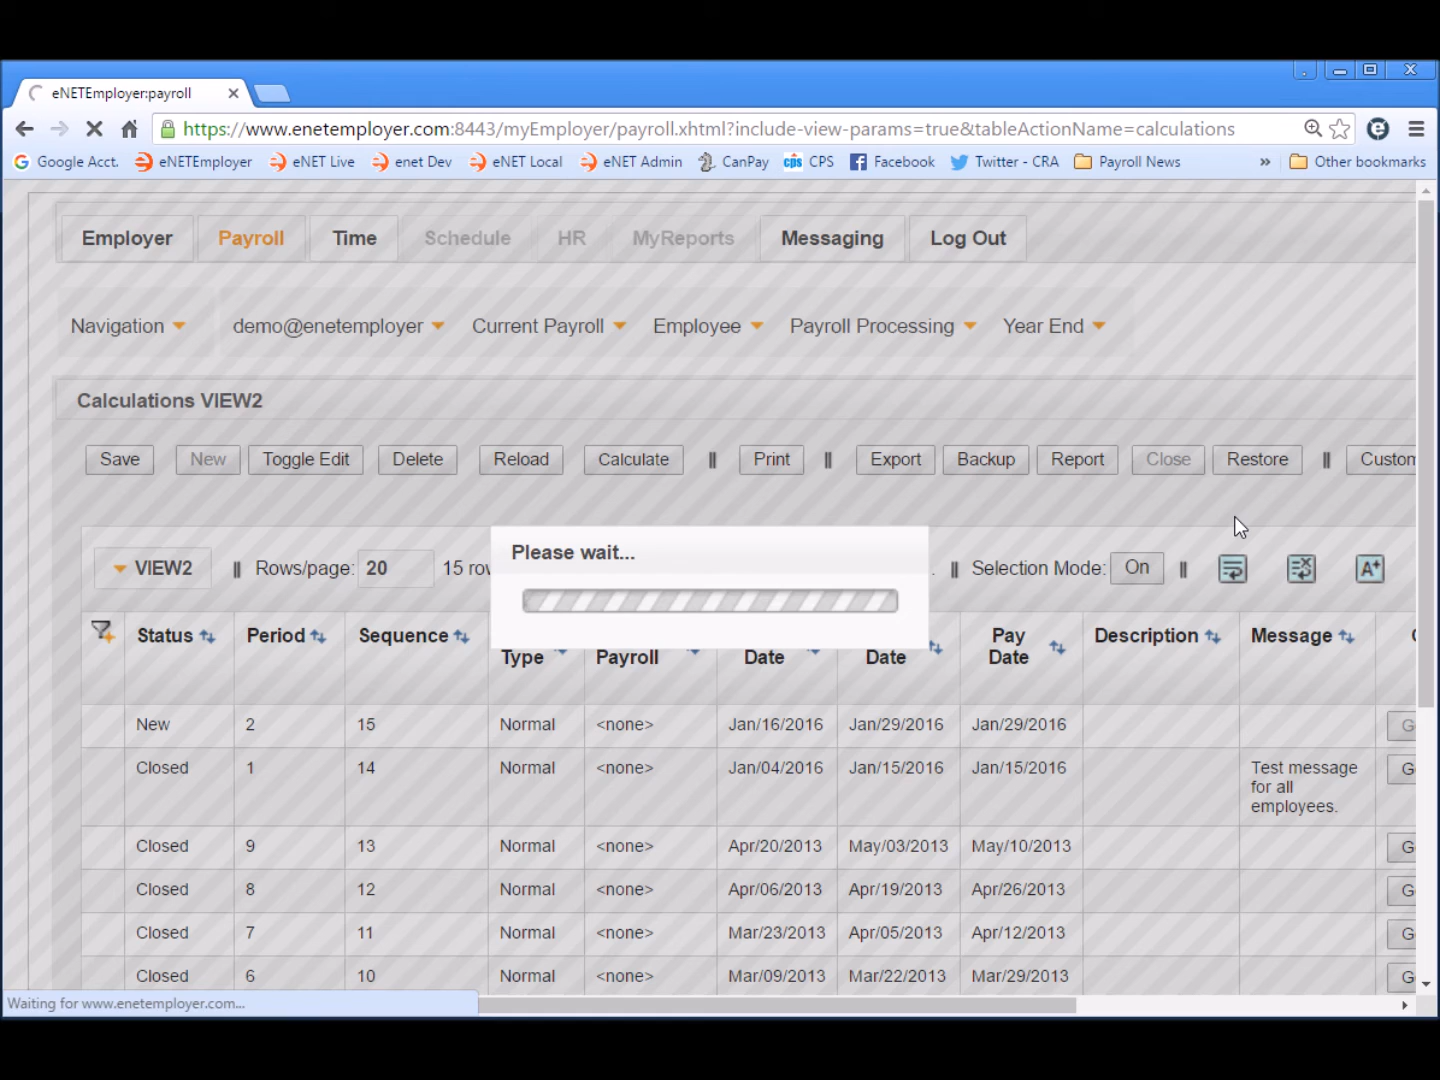 eNETEmployer:payroll
https://www.enetemployer.com:8443/myEmployer/payroll.xhtml?include-view-params=true&tableActionName=calculations
Google Acct. eNETEmployer eNET Live enet Dev eNET Local eNET Admin CanPay cps CPS Facebook Twitter - CRA Payroll News » Other bookmarks
Employer Payroll Time Schedule HR MyReports Messaging Log Out
Navigation demo@enetemployer Current Payroll Employee Payroll Processing Year End
Calculations VIEW2
Save New Toggle Edit Delete Reload Calculate Print Export Backup Report Close Restore Custom
Please wait...
VIEW2 Rows/page: 20 15 Selection Mode: On A+
Status Period Sequence Type Payroll Date Date Pay Date Description Message
New 2 15 Normal <none> Jan/16/2016 Jan/29/2016 Jan/29/2016
Closed 1 14 Normal <none> Jan/04/2016 Jan/15/2016 Jan/15/2016 Test message
for all
employees.
Closed 9 13 Normal <none> Apr/20/2013 May/03/2013 May/10/2013
Closed 8 12 Normal <none> Apr/06/2013 Apr/19/2013 Apr/26/2013
Closed 7 11 Normal <none> Mar/23/2013 Apr/05/2013 Apr/12/2013
Closed 6 10 Normal <none> Mar/09/2013 Mar/22/2013 Mar/29/2013
Waiting for www.enetemployer.com...